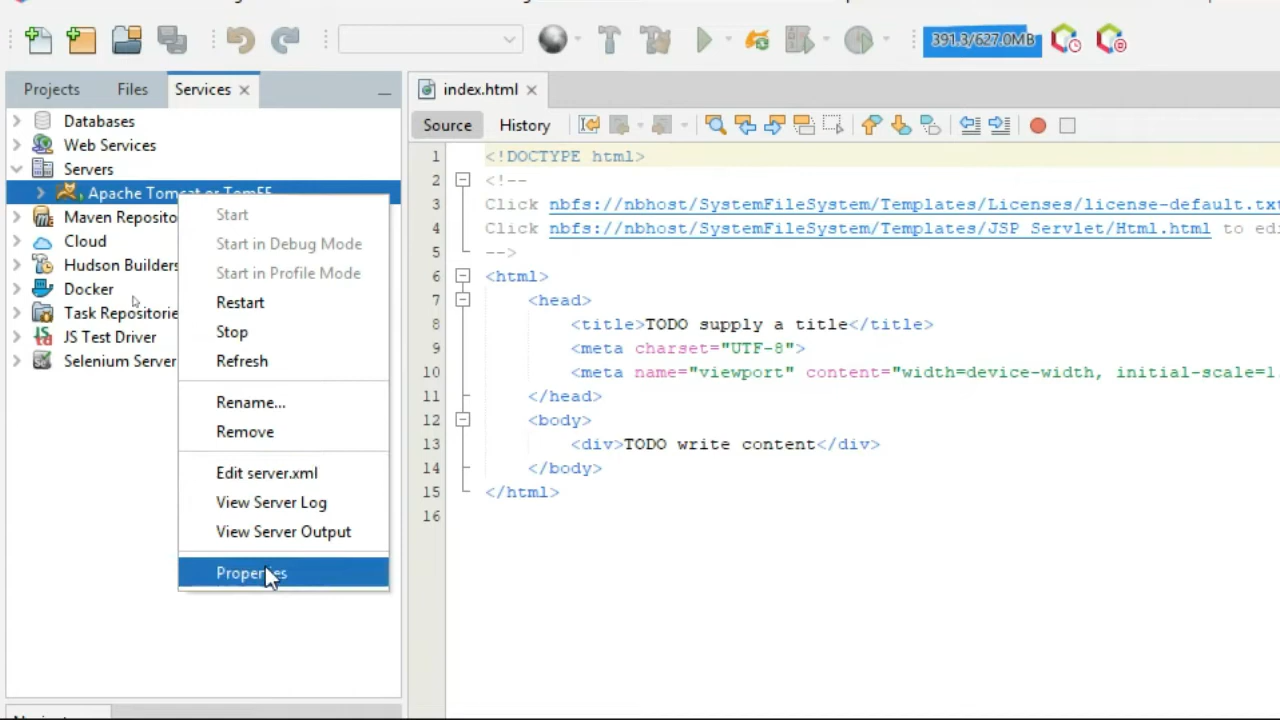 391.3/627.0MB
Projects
Files
Services
index.html
Databases
Web Services
Servers
Apache Tomcat or TomEE
Maven Reposito
Cloud
Hudson Builders
Docker
Task Repositorie
JS Test Driver
Selenium Server
Start
Start in Debug Mode
Start in Profile Mode
Restart
Stop
Refresh
Rename...
Remove
Edit server.xml
View Server Log
View Server Output
Properties
Source
History
1 <!DOCTYPE html>
2 <!--
3 Click nbfs://nbhost/SystemFileSystem/Templates/Licenses/license-default.txt
4 Click nbfs://nbhost/SystemFileSystem/Templates/JSP_Servlet/Html.html to edi
5 -->
6 <html>
7 <head>
8 <title>TODO supply a title</title>
9 <meta charset="UTF-8">
10 <meta name="viewport" content="width=device-width, initial-scale=1.
11 </head>
12 <body>
13 <div>TODO write content</div>
14 </body>
15 </html>
16